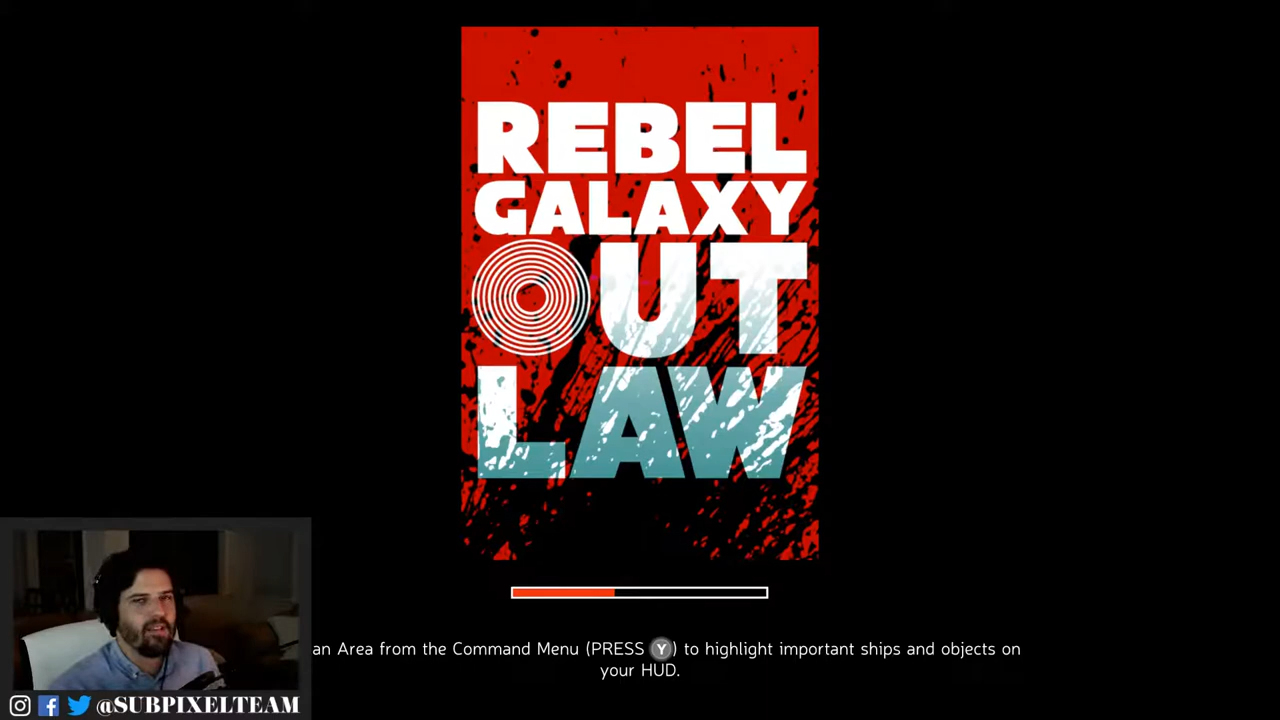 REBEL
GALAXY
OUT
LAW
an Area from the Command Menu (PRESS Y) to highlight important ships and objects on
your HUD.
@SUBPIXELTEAM